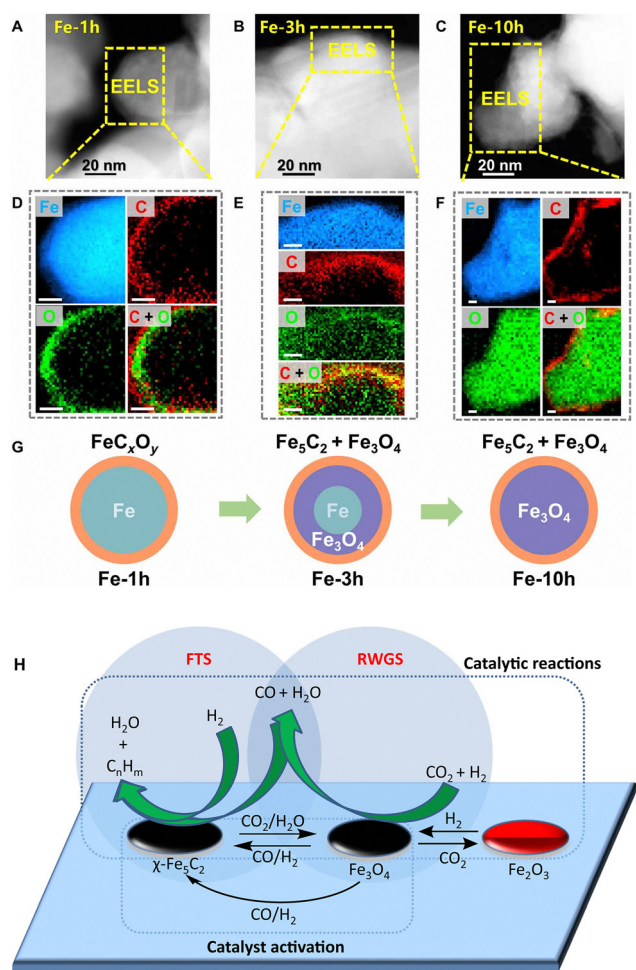 A
Fe-1h
EELS
20 nm
B
Fe-3h
EELS
20 nm
C
Fe-10h
EELS
20 nm
D
Fe
C
O
C + O
E
Fe
C
O
C + O
F
Fe
C
O
C + O
G
FeCₓOᵧ
Fe₅C₂ + Fe₃O₄
Fe₅C₂ + Fe₃O₄
Fe
Fe
Fe₃O₄
Fe₃O₄
Fe-1h
Fe-3h
Fe-10h
H
FTS
RWGS
Catalytic reactions
CO + H₂O
H₂O
+
CₙHₘ
H₂
CO₂ + H₂
CO₂/H₂O
CO/H₂
H₂
CO₂
χ-Fe₅C₂
Fe₃O₄
Fe₂O₃
CO/H₂
Catalyst activation